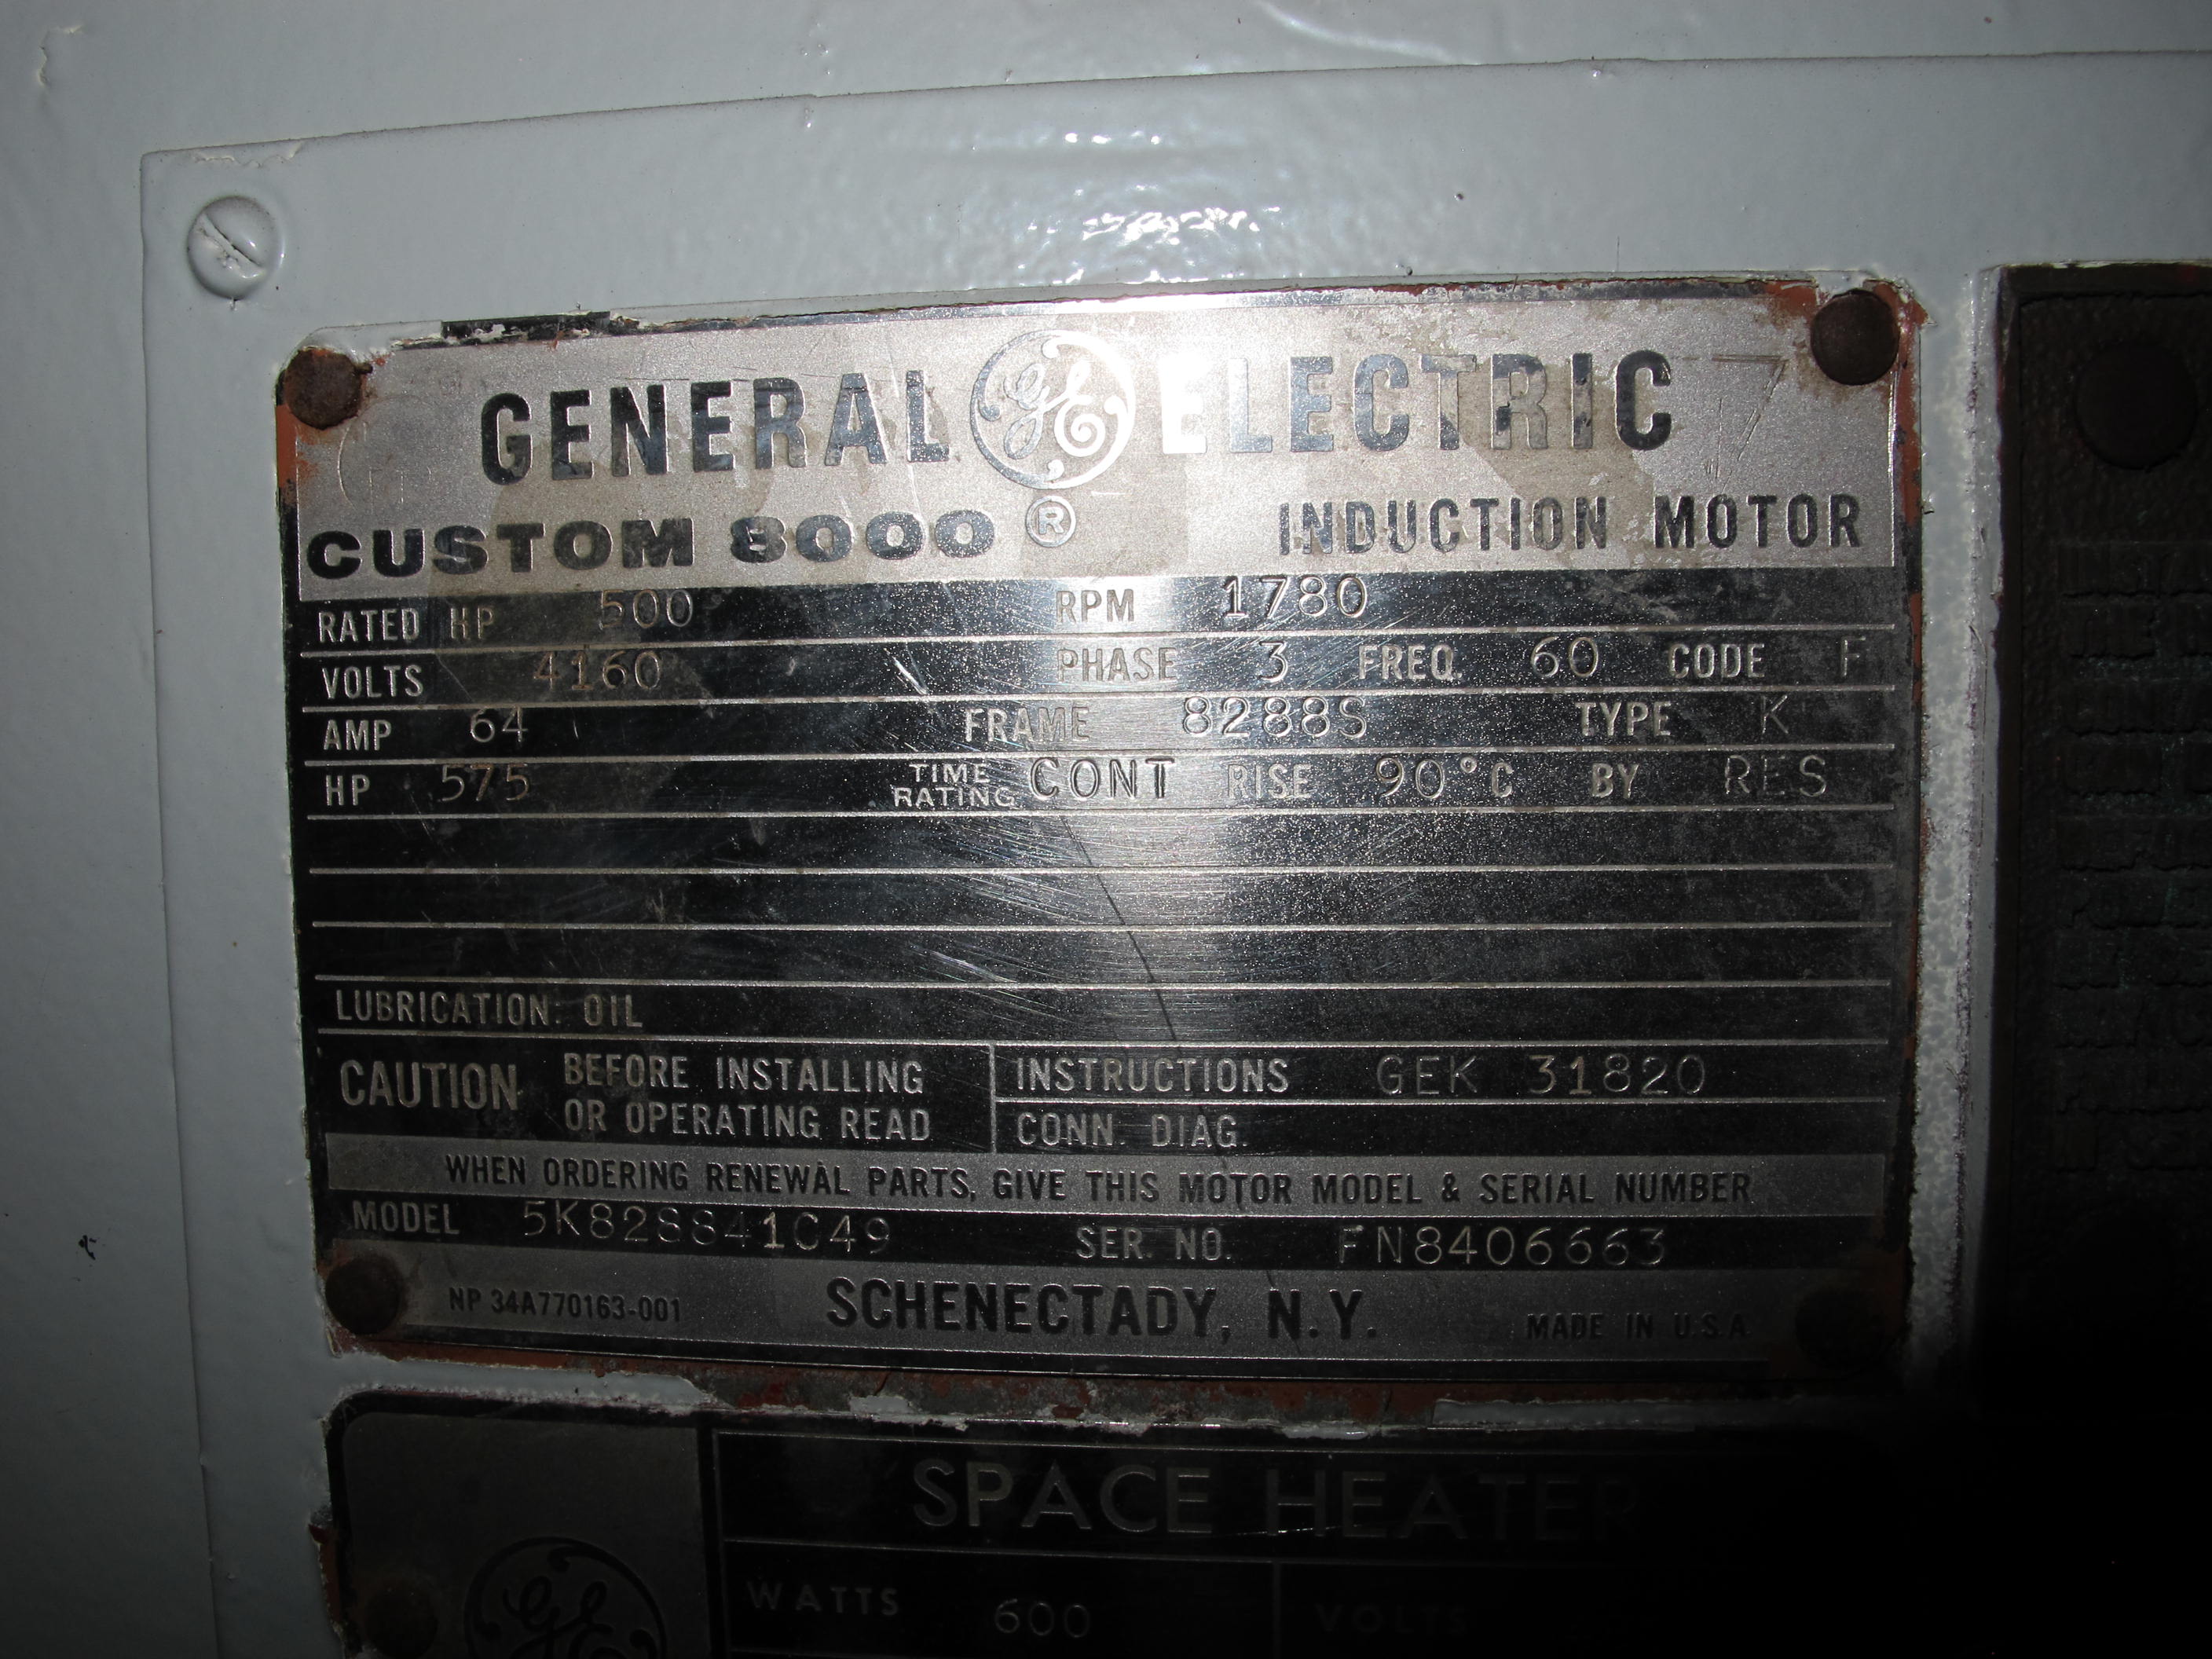 GENERAL GE ELECTRIC
CUSTOM 8000 ® INDUCTION MOTOR
RATED HP 500 RPM 1780
VOLTS 4160 PHASE 3 FREQ. 60 CODE F
AMP 64 FRAME 8288S TYPE K
HP 575 TIME RATING CONT RISE 90°C BY RES
LUBRICATION: OIL
CAUTION BEFORE INSTALLING OR OPERATING READ
INSTRUCTIONS GEK 31820
CONN. DIAG.
WHEN ORDERING RENEWAL PARTS, GIVE THIS MOTOR MODEL & SERIAL NUMBER
MODEL 5K828841C49 SER. NO. FN8406663
NP 34A770163-001 SCHENECTADY, N.Y. MADE IN U.S.A.
SPACE HEATER
GE
WATTS 600 VOLTS